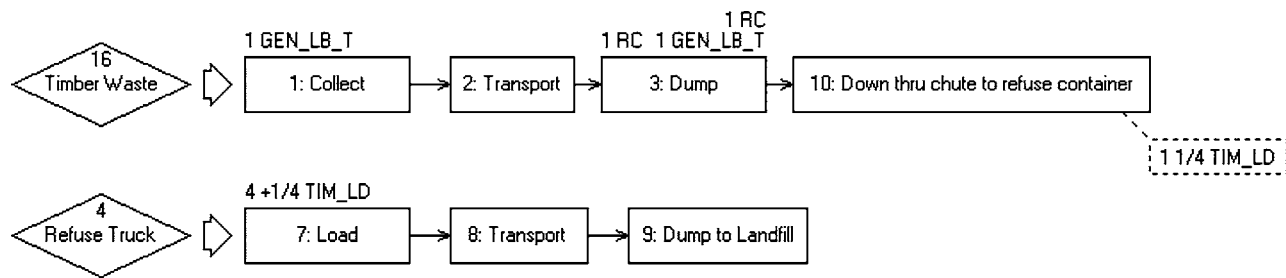 1 RC
1 GEN_LB_T
1 RC 1 GEN_LB_T
16
Timber Waste
1: Collect
2: Transport
3: Dump
10: Down thru chute to refuse container
1 1/4 TIM_LD
4 +1/4 TIM_LD
4
Refuse Truck
7: Load
8: Transport
9: Dump to Landfill